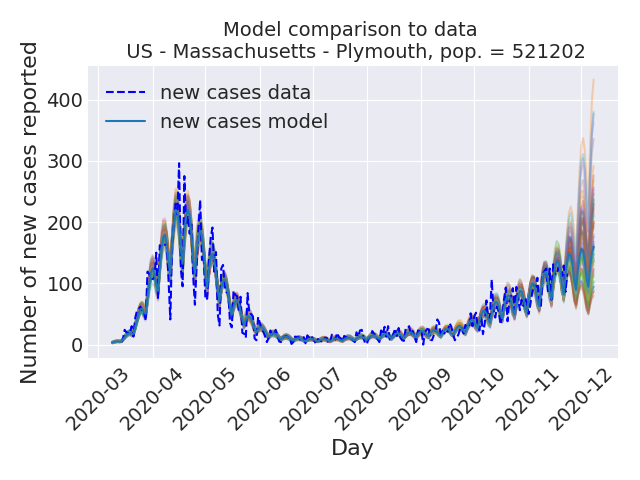 Model comparison to data
US - Massachusetts - Plymouth, pop. = 521202
Number of new cases reported
400
300
200
100
0
new cases data
new cases model
2020-03
2020-04
2020-05
2020-06
2020-07
2020-08
2020-09
2020-10
2020-11
2020-12
Day